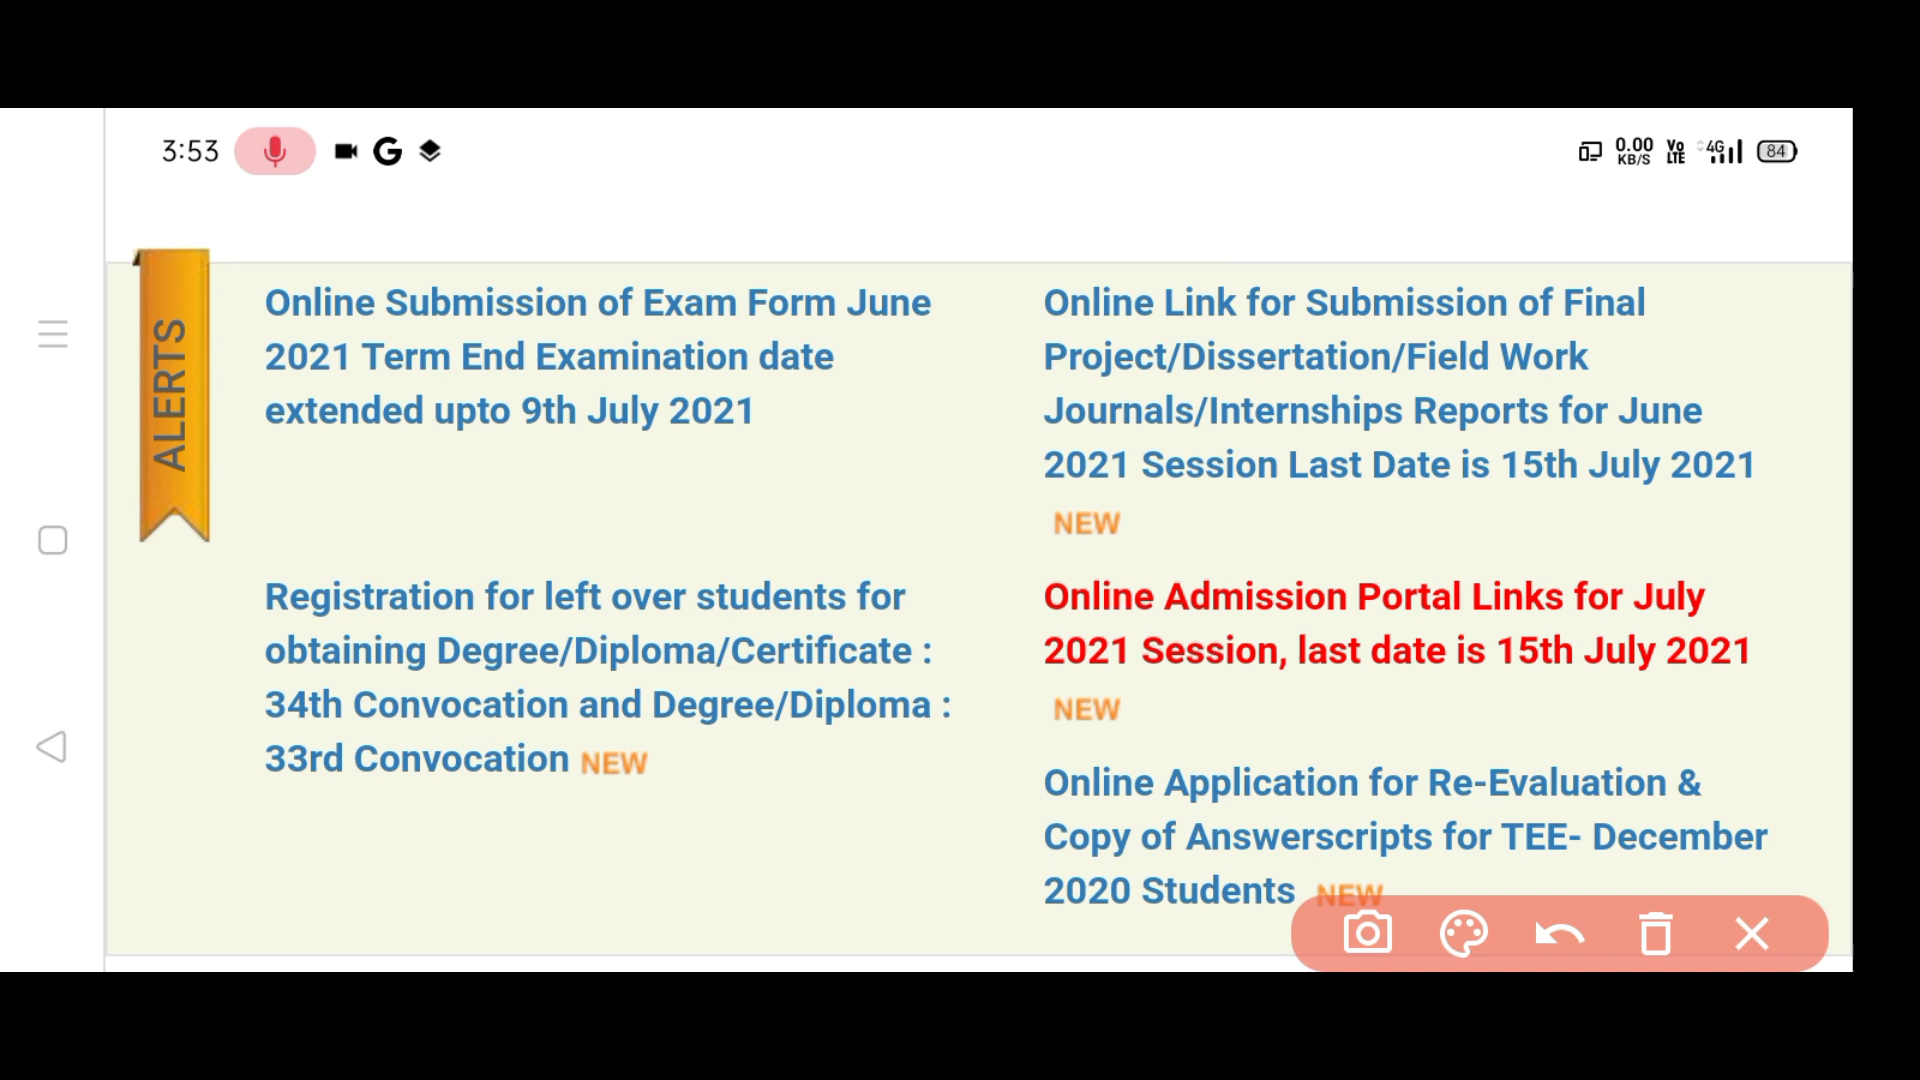 3:53
0.00
KB/S
Vo
LTE
4G
84
ALERTS
Online Submission of Exam Form June
2021 Term End Examination date
extended upto 9th July 2021
Registration for left over students for
obtaining Degree/Diploma/Certificate :
34th Convocation and Degree/Diploma :
33rd Convocation NEW
Online Link for Submission of Final
Project/Dissertation/Field Work
Journals/Internships Reports for June
2021 Session Last Date is 15th July 2021
NEW
Online Admission Portal Links for July
2021 Session, last date is 15th July 2021
NEW
Online Application for Re-Evaluation &
Copy of Answerscripts for TEE- December
2020 Students NEW